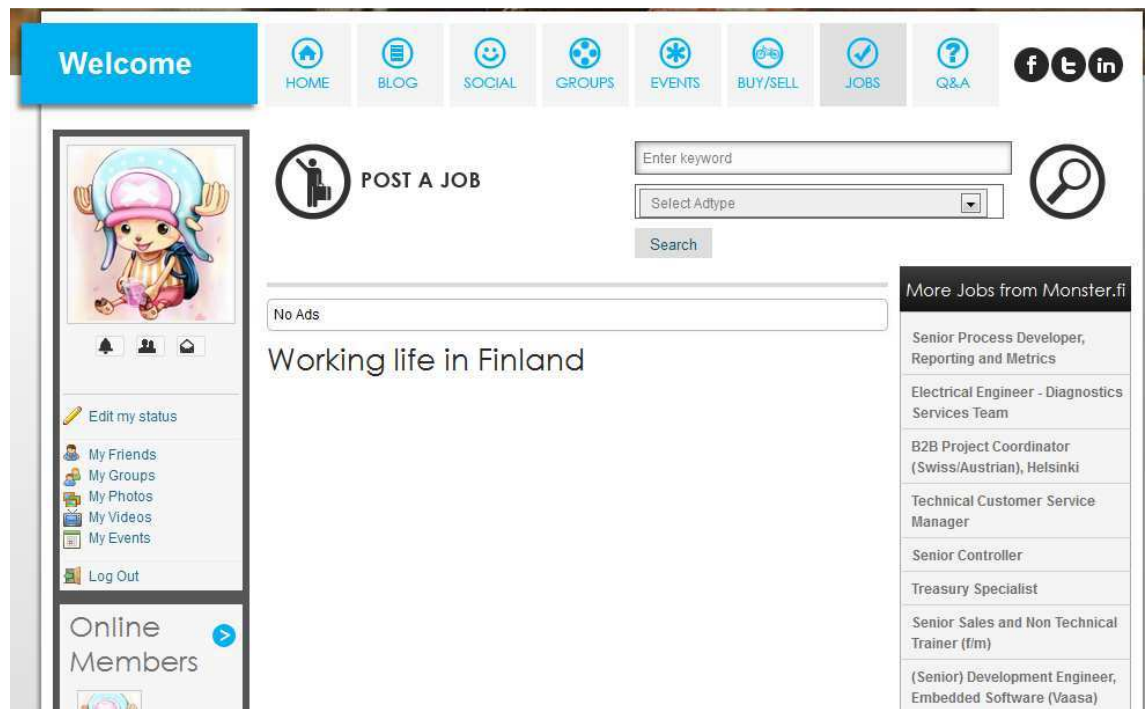 Welcome
HOME
BLOG
SOCIAL
GROUPS
EVENTS
BUY/SELL
JOBS
Q&A
POST A JOB
Enter keyword
Select Adtype
Search
No Ads
Working life in Finland
Edit my status
My Friends
My Groups
My Photos
My Videos
My Events
Log Out
Online
Members
More Jobs from Monster.fi
Senior Process Developer,
Reporting and Metrics
Electrical Engineer - Diagnostics
Services Team
B2B Project Coordinator
(Swiss/Austrian), Helsinki
Technical Customer Service
Manager
Senior Controller
Treasury Specialist
Senior Sales and Non Technical
Trainer (f/m)
(Senior) Development Engineer,
Embedded Software (Vaasa)